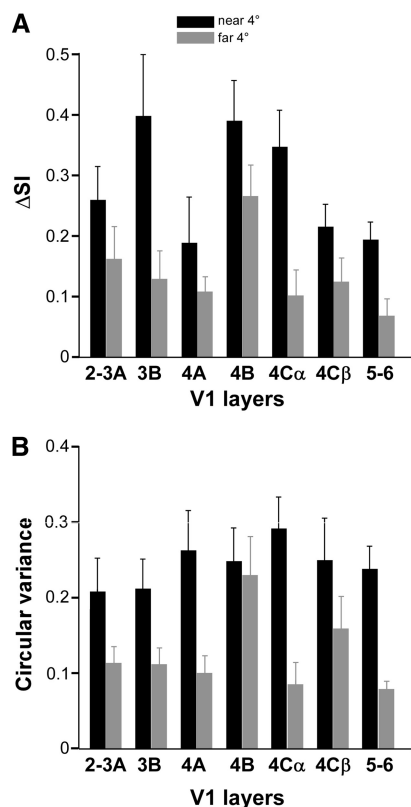 A
near 4°
far 4°
0.5
0.4
0.3
0.2
0.1
0
ΔSI
2-3A 3B 4A 4B 4Cα 4Cβ 5-6
V1 layers
B
0.4
0.3
0.2
0.1
0
Circular variance
2-3A 3B 4A 4B 4Cα 4Cβ 5-6
V1 layers